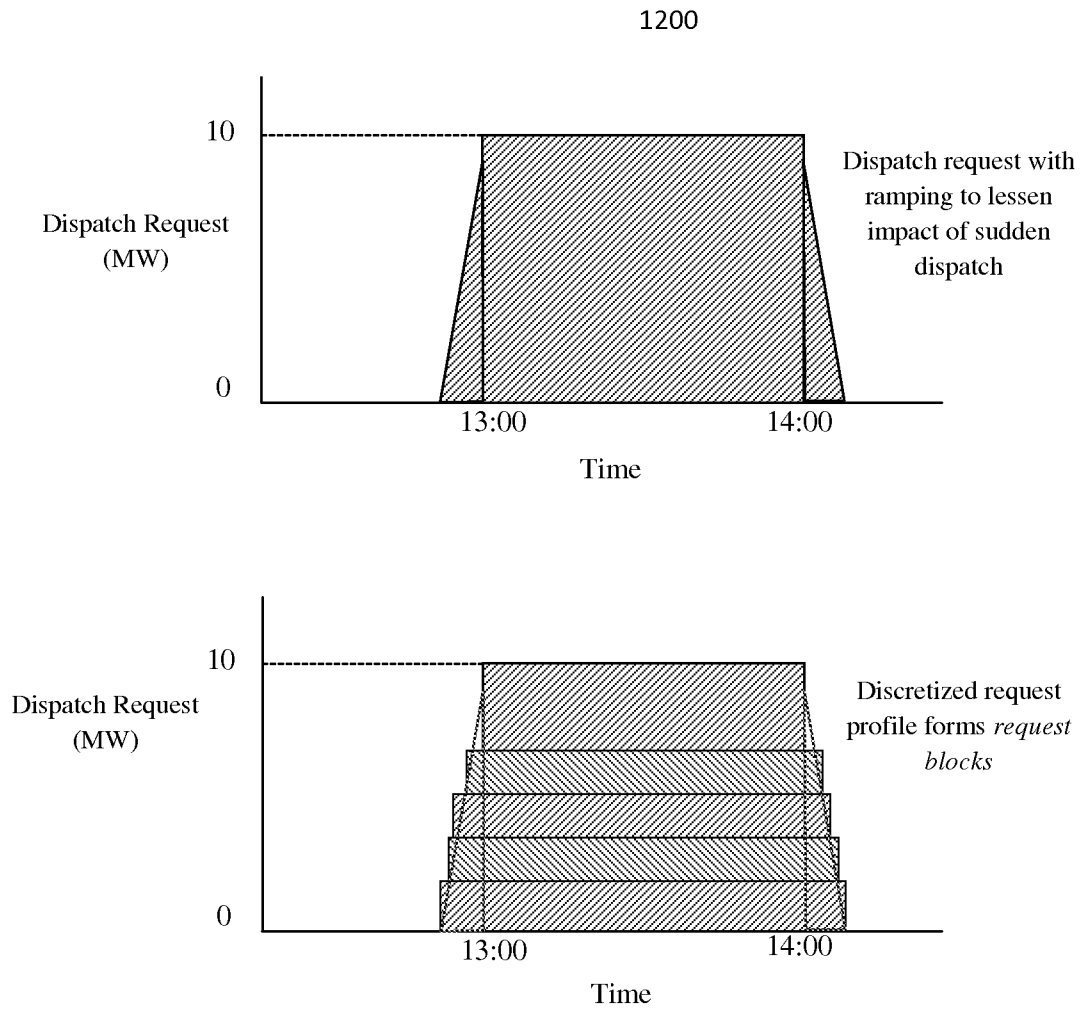 1200
10
Dispatch Request
(MW)
0
13:00
14:00
Time
Dispatch request with
ramping to lessen
impact of sudden
dispatch
10
Dispatch Request
(MW)
0
13:00
14:00
Time
Discretized request
profile forms request
blocks